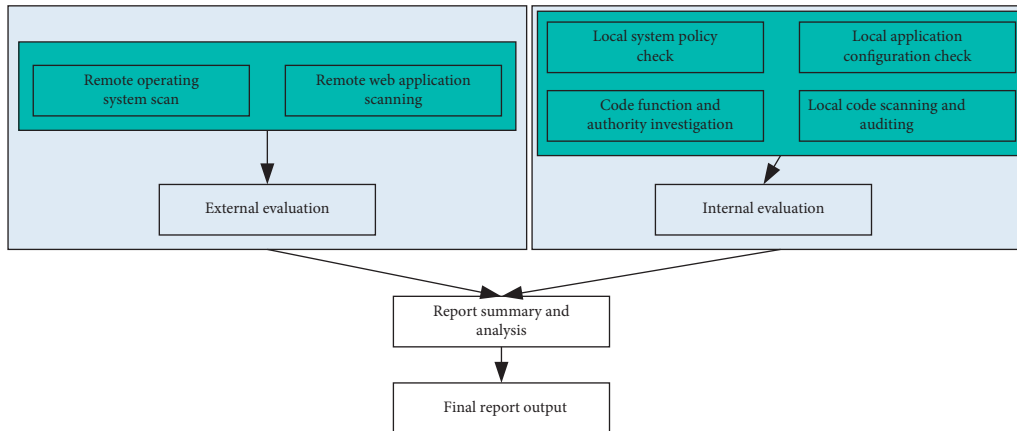 Remote operating
system scan
Remote web application
scanning
External evaluation
Local system policy
check
Local application
configuration check
Code function and
authority investigation
Local code scanning and
auditing
Internal evaluation
Report summary and
analysis
Final report output